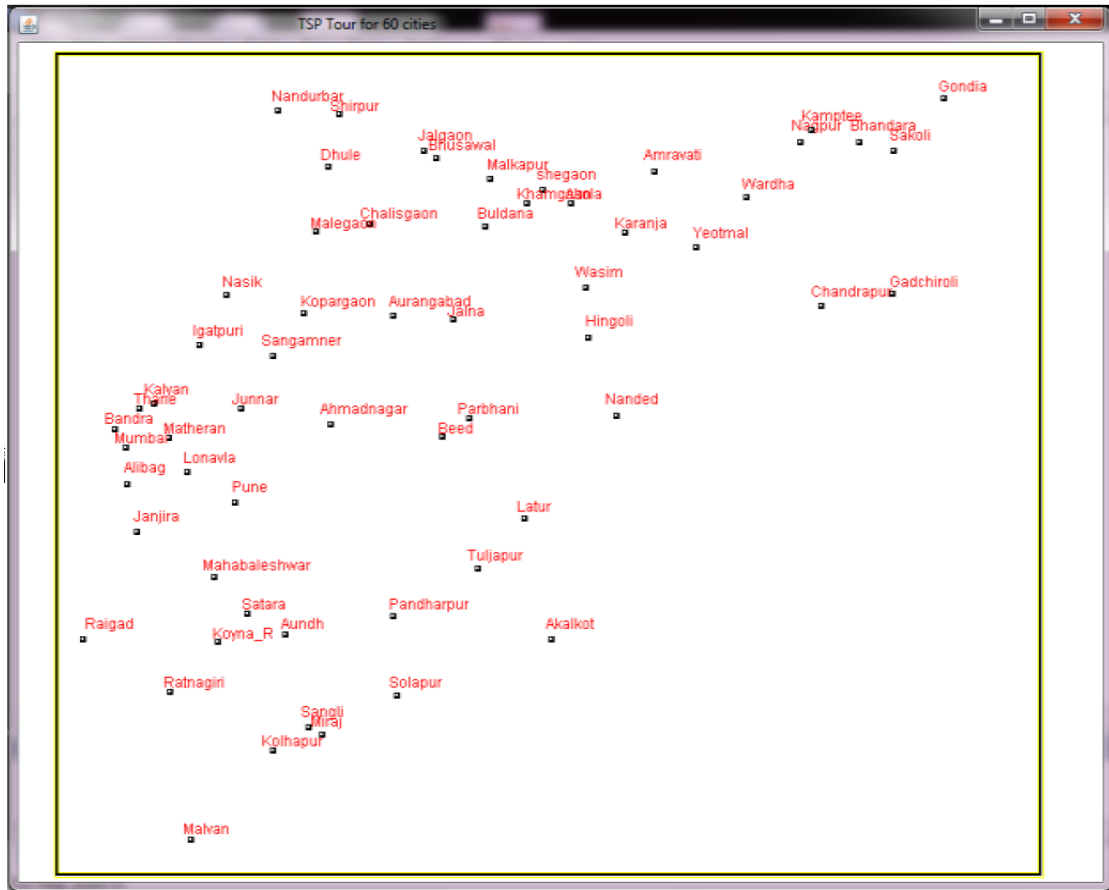 TSP Tour for 60 cities
Gondia
Nandurbar
Shirpur
Kamptee
Nagpur
Bhandara
Sakoli
Jalgaon
Bhusawal
Dhule
Malkapur
Amravati
shegaon
Wardha
Khamgaon
Akola
Chalisgaon
Buldana
Malegaon
Karanja
Yeotmal
Nasik
Wasim
Gadchiroli
Chandrapur
Kopargaon
Aurangabad
Jalna
Hingoli
Igatpuri
Sangamner
Kalyan
Thane
Junnar
Ahmadnagar
Parbhani
Nanded
Bandra
Matheran
Beed
Mumbai
Lonavla
Alibag
Pune
Latur
Janjira
Tuljapur
Mahabaleshwar
Satara
Pandharpur
Raigad
Koyna_R
Aundh
Akalkot
Ratnagiri
Solapur
Sangli
Miraj
Kolhapur
Malvan